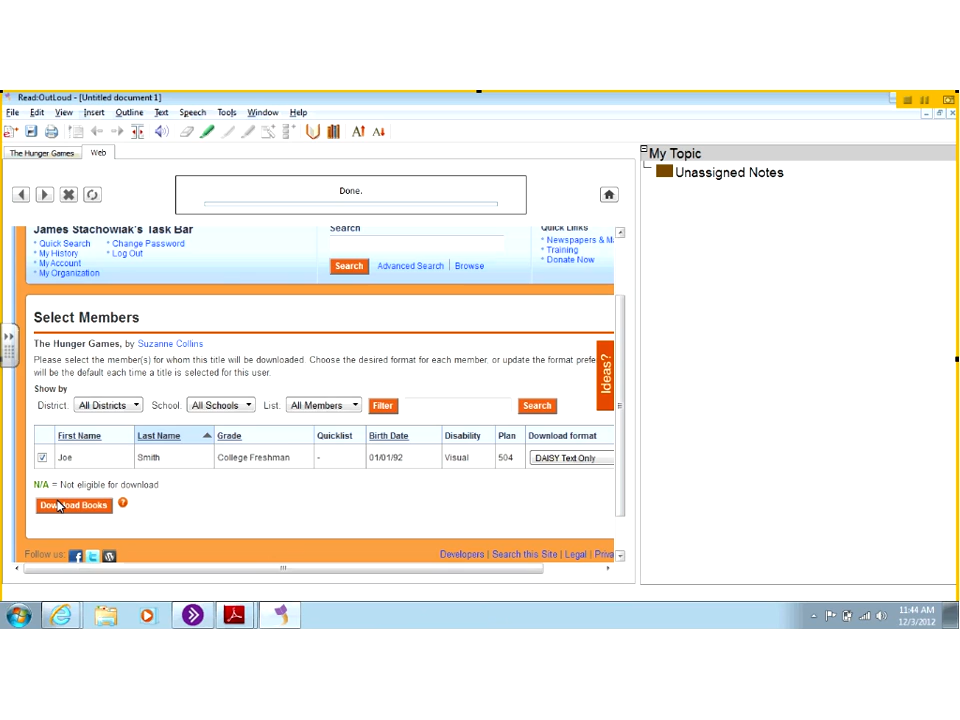 Read:OutLoud - [Untitled document 1]
File Edit View Insert Outline Text Speech Tools Window Help
The Hunger Games Web
My Topic
Unassigned Notes
Done.
James Stachowiak's Task Bar
Search
Quick Links
Quick Search Change Password
Newspapers & M
My History Log Out
Training
My Account
Donate Now
My Organization
Search Advanced Search | Browse
Select Members
The Hunger Games, by Suzanne Collins
Please select the member(s) for whom this title will be downloaded. Choose the desired format for each member, or update the format prefe
will be the default each time a title is selected for this user.
Ideas?
Show by
District. All Districts School. All Schools List. All Members Filter Search
First Name Last Name Grade Quicklist Birth Date Disability Plan Download format
Joe Smith College Freshman - 01/01/92 Visual 504 DAISY Text Only
N/A = Not eligible for download
Download Books ?
Follow us:
Developers | Search this Site | Legal | Priva
11:44 AM
12/3/2012